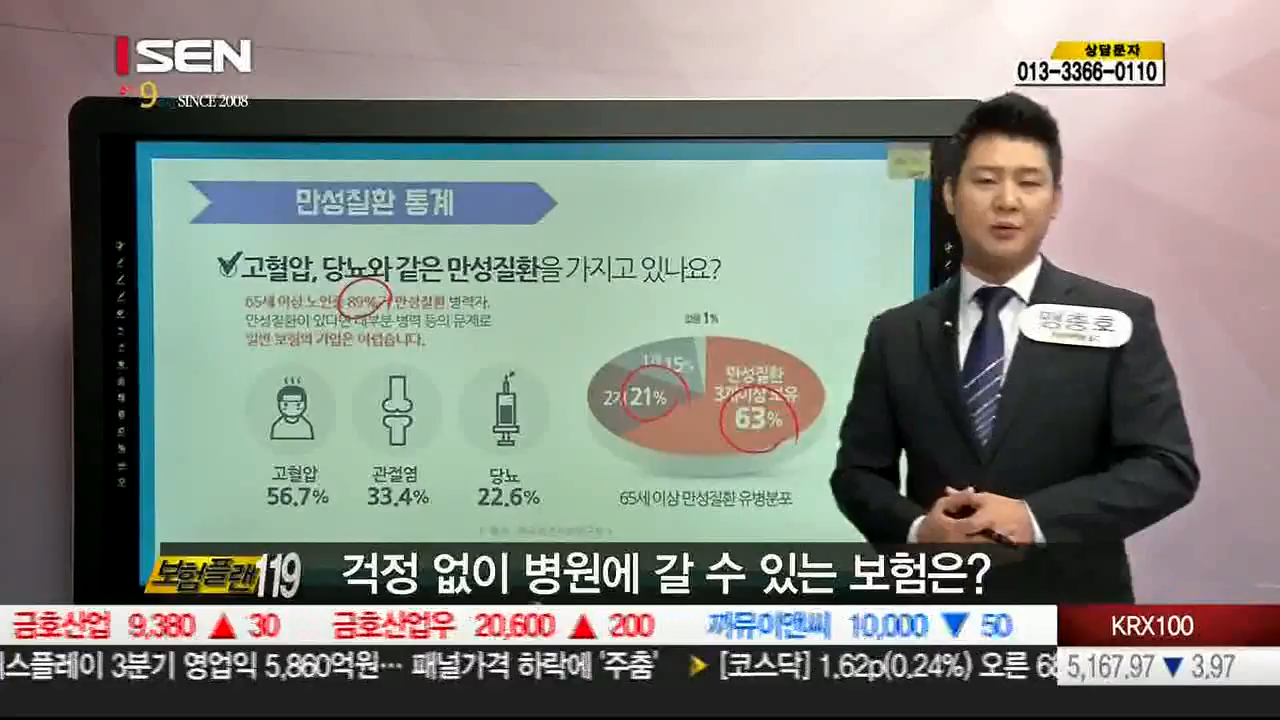 SEN
9
SINCE 2008
상담문자
013-3366-0110
만성질환 통계
고혈압, 당뇨와 같은 만성질환을 가지고 있나요?
65세 이상 노인 89% 만성질환 병력자.
만성질환이 있다면 대부분 병력 등의 문제로
일반 보험의 가입은 어렵습니다.
1%
15%
2개 21%
만성질환
3개이상 보유
63%
고혈압
56.7%
관절염
33.4%
당뇨
22.6%
65세 이상 만성질환 유병분포
보험플랜119
걱정 없이 병원에 갈 수 있는 보험은?
금호산업 9,380 ▲ 30 금호산업우 20,600 ▲ 200 10,000 ▼ 50
KRX100
스플레이 3분기 영업익 5,860억원… 패널가격 하락에 '주춤' [코스닥] 1.62p(0.24%) 오른
5,167.97 ▼ 3.97